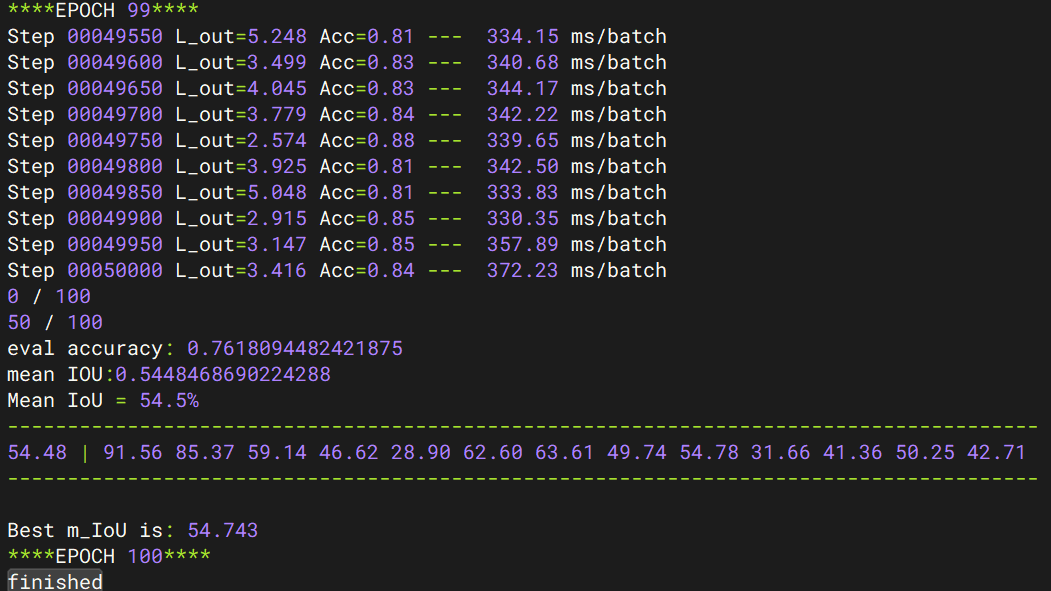 ****EPOCH 99****
Step 00049550 L_out=5.248 Acc=0.81 ---  334.15 ms/batch
Step 00049600 L_out=3.499 Acc=0.83 ---  340.68 ms/batch
Step 00049650 L_out=4.045 Acc=0.83 ---  344.17 ms/batch
Step 00049700 L_out=3.779 Acc=0.84 ---  342.22 ms/batch
Step 00049750 L_out=2.574 Acc=0.88 ---  339.65 ms/batch
Step 00049800 L_out=3.925 Acc=0.81 ---  342.50 ms/batch
Step 00049850 L_out=5.048 Acc=0.81 ---  333.83 ms/batch
Step 00049900 L_out=2.915 Acc=0.85 ---  330.35 ms/batch
Step 00049950 L_out=3.147 Acc=0.85 ---  357.89 ms/batch
Step 00050000 L_out=3.416 Acc=0.84 ---  372.23 ms/batch
0 / 100
50 / 100
eval accuracy: 0.7618094482421875
mean IOU:0.5448468690224288
Mean IoU = 54.5%
--------------------------------------------------------------------------------------
54.48 | 91.56 85.37 59.14 46.62 28.90 62.60 63.61 49.74 54.78 31.66 41.36 50.25 42.71
--------------------------------------------------------------------------------------
Best m_IoU is: 54.743
****EPOCH 100****
finished